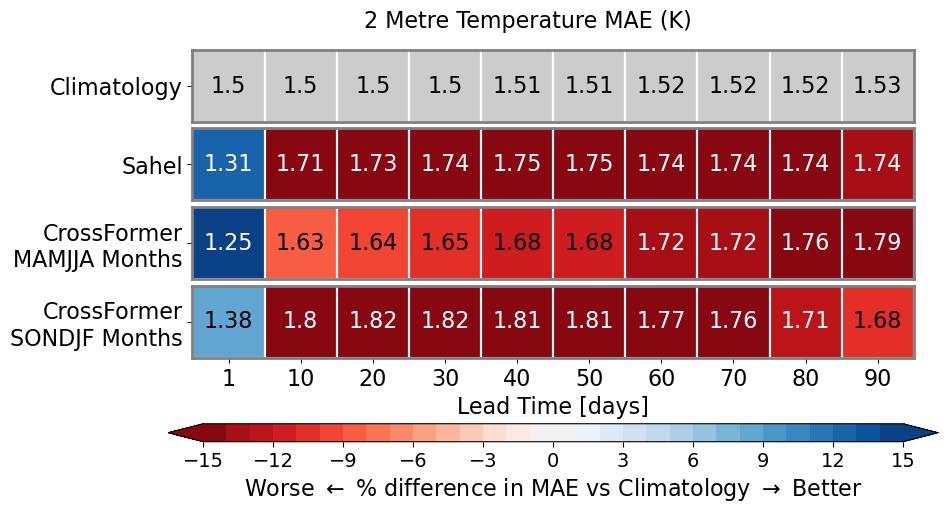 2 Metre Temperature MAE (K)
Climatology 1.5 1.5 1.5 1.5 1.51 1.51 1.52 1.52 1.52 1.53
Sahel 1.31 1.71 1.73 1.74 1.75 1.75 1.74 1.74 1.74 1.74
CrossFormer
MAMJJA Months
1.25 1.63 1.64 1.65 1.68 1.68 1.72 1.72 1.76 1.79
CrossFormer
SONDJF Months
1.38 1.8 1.82 1.82 1.81 1.81 1.77 1.76 1.71 1.68
1 10 20 30 40 50 60 70 80 90
Lead Time [days]
−15 −12 −9 −6 −3 0 3 6 9 12 15
Worse ← % difference in MAE vs Climatology → Better